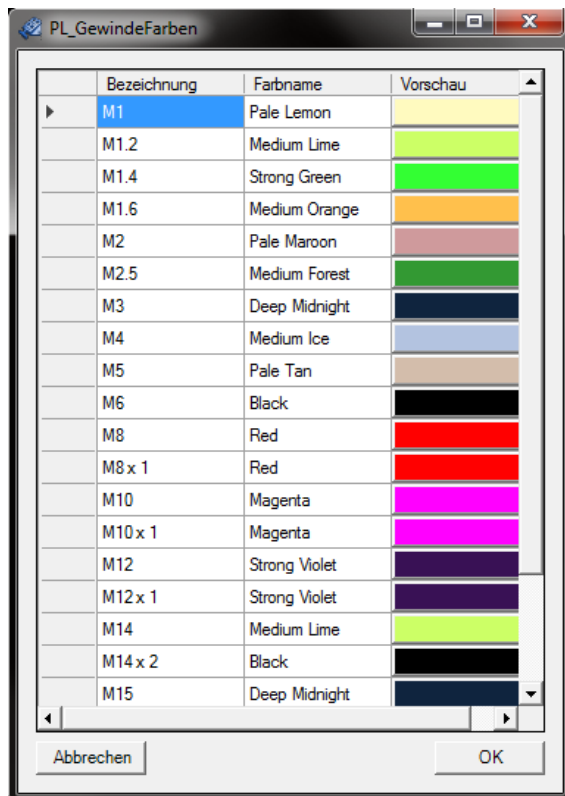 PL_GewindeFarben
Bezeichnung Farbname Vorschau
M1 Pale Lemon
M1.2 Medium Lime
M1.4 Strong Green
M1.6 Medium Orange
M2 Pale Maroon
M2.5 Medium Forest
M3 Deep Midnight
M4 Medium Ice
M5 Pale Tan
M6 Black
M8 Red
M8 x 1 Red
M10 Magenta
M10 x 1 Magenta
M12 Strong Violet
M12 x 1 Strong Violet
M14 Medium Lime
M14 x 2 Black
M15 Deep Midnight
Abbrechen OK